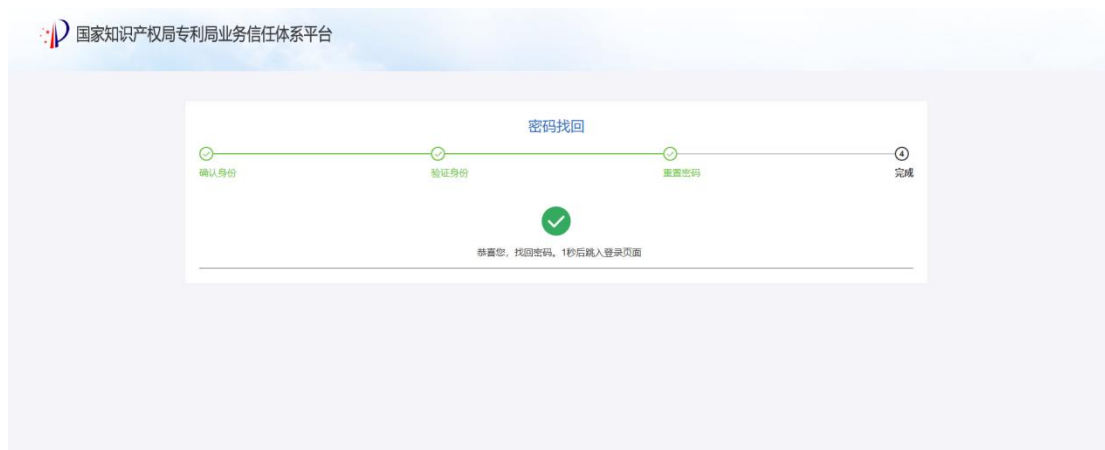 国家知识产权局专利局业务信任体系平台
密码找回
确认身份
验证身份
重置密码
4
完成
恭喜您，找回密码。1秒后跳入登录页面